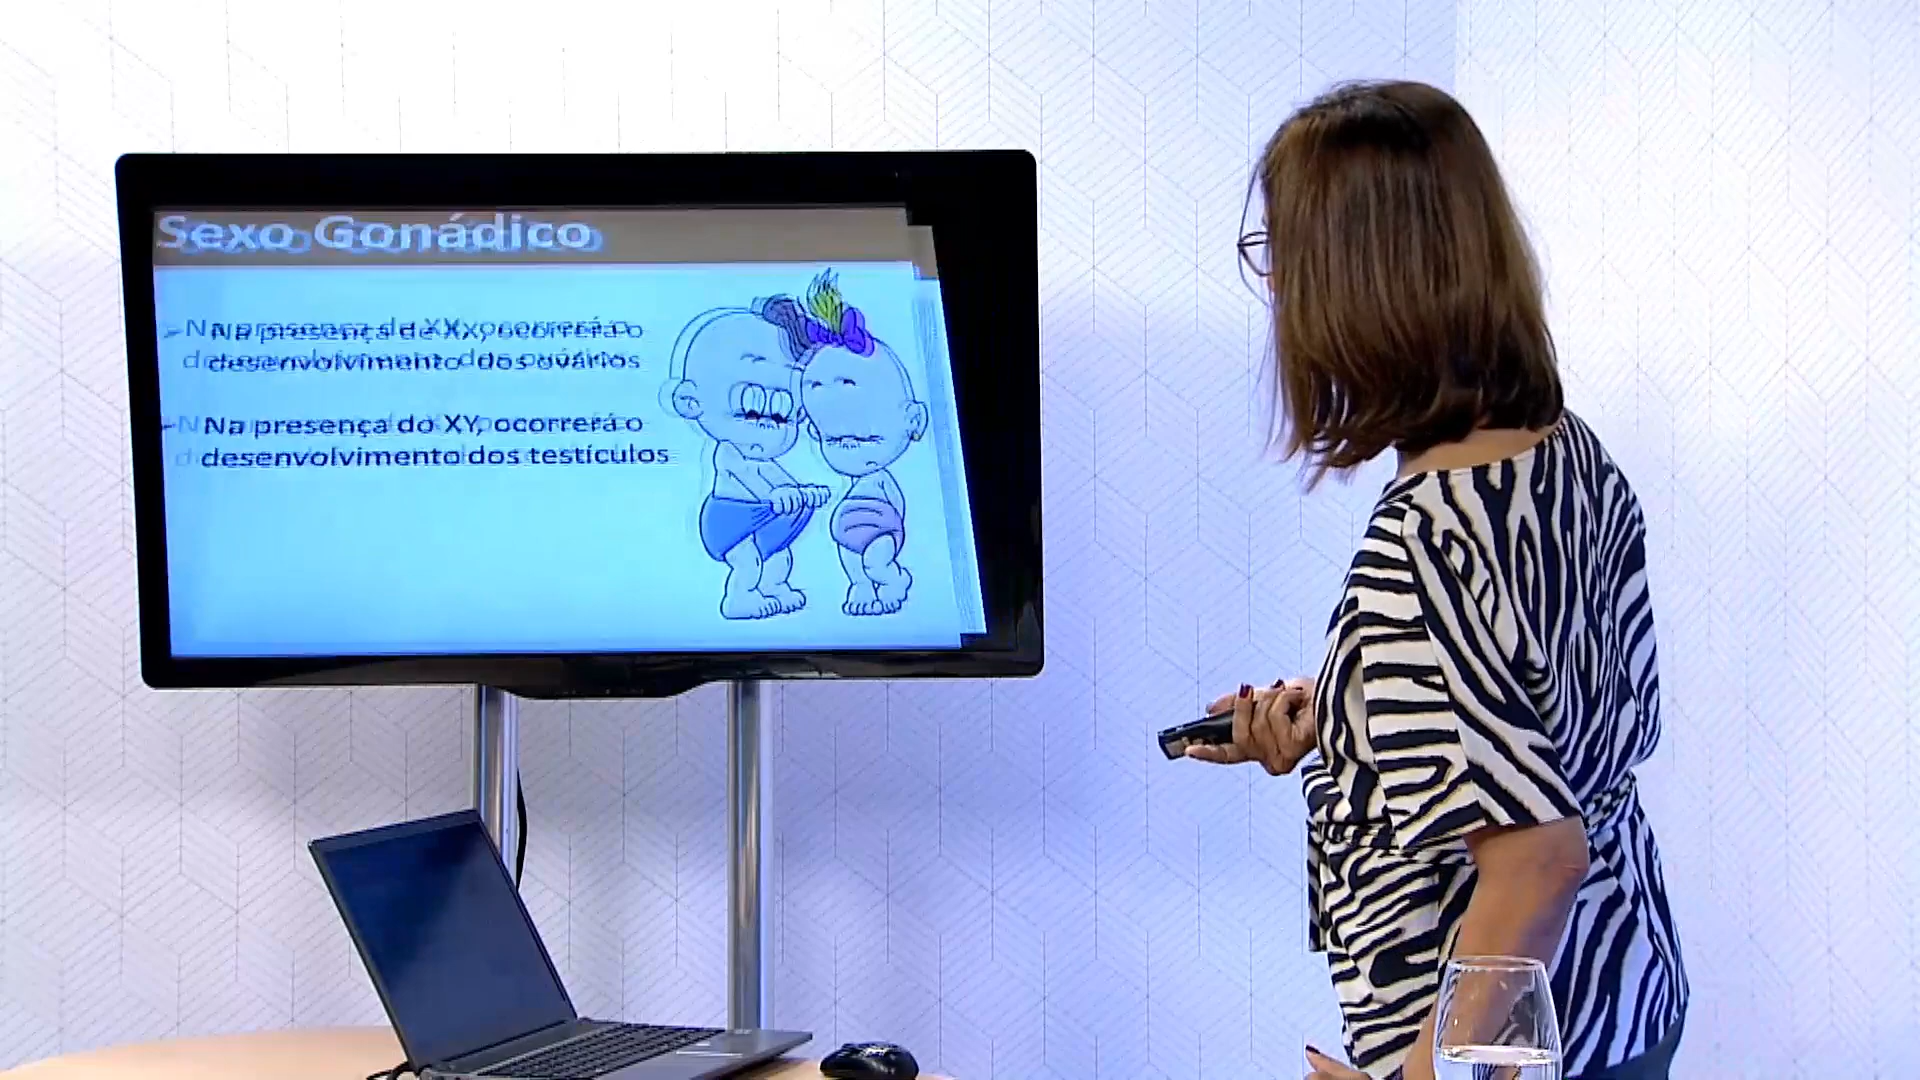 Sexo Gonádico
Na presença de XX, ocorrerá o
desenvolvimento dos ovários
Na presença do XY, ocorrerá o
desenvolvimento dos testículos